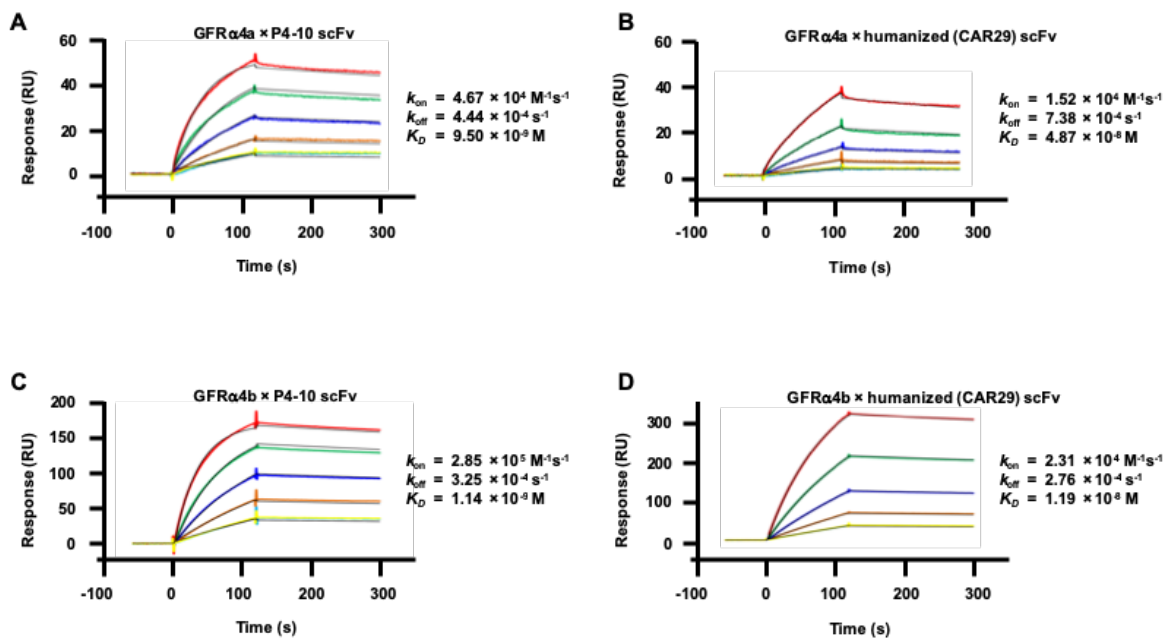 A
GFRα4a × P4-10 scFv
60
40
20
0
Response (RU)
-100 0 100 200 300
Time (s)
kon = 4.67 × 10⁴ M⁻¹s⁻¹
koff = 4.44 × 10⁻⁴ s⁻¹
KD = 9.50 × 10⁻⁹ M
B
GFRα4a × humanized (CAR29) scFv
60
40
20
0
Response (RU)
-100 0 100 200 300
Time (s)
kon = 1.52 × 10⁴ M⁻¹s⁻¹
koff = 7.38 × 10⁻⁴ s⁻¹
KD = 4.87 × 10⁻⁸ M
C
GFRα4b × P4-10 scFv
200
150
100
50
0
Response (RU)
-100 0 100 200 300
Time (s)
kon = 2.85 × 10⁵ M⁻¹s⁻¹
koff = 3.25 × 10⁻⁴ s⁻¹
KD = 1.14 × 10⁻⁹ M
D
GFRα4b × humanized (CAR29) scFv
300
200
100
0
Response (RU)
-100 0 100 200 300
Time (s)
kon = 2.31 × 10⁴ M⁻¹s⁻¹
koff = 2.76 × 10⁻⁴ s⁻¹
KD = 1.19 × 10⁻⁸ M